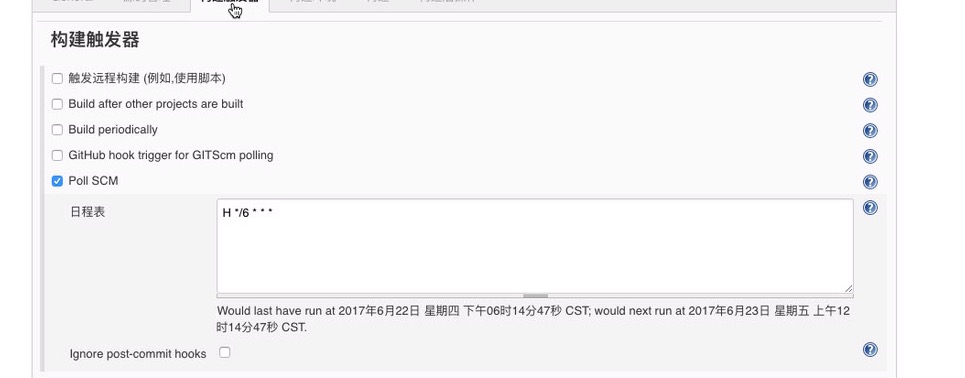 构建触发器
构建触发器
触发远程构建 (例如,使用脚本)
Build after other projects are built
Build periodically
GitHub hook trigger for GITScm polling
Poll SCM
日程表
H */6 * * *
Would last have run at 2017年6月22日 星期四 下午06时14分47秒 CST; would next run at 2017年6月23日 星期五 上午12
时14分47秒 CST.
Ignore post-commit hooks